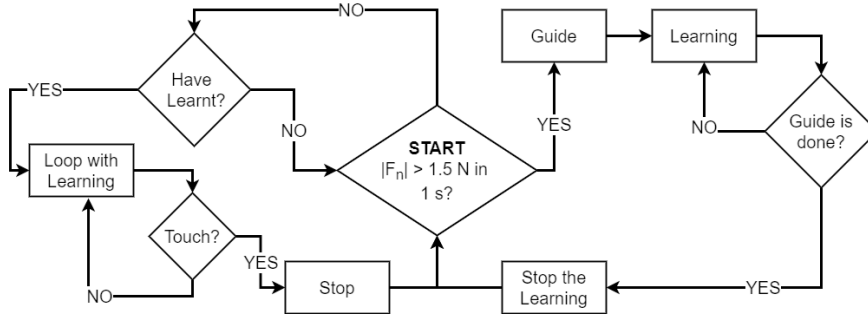 NO
Have
Learnt?
YES
NO
Guide
Learning
YES
NO
Guide is
done?
START
|Fn| > 1.5 N in
1 s?
Loop with
Learning
Touch?
NO
YES
Stop
Stop the
Learning
YES